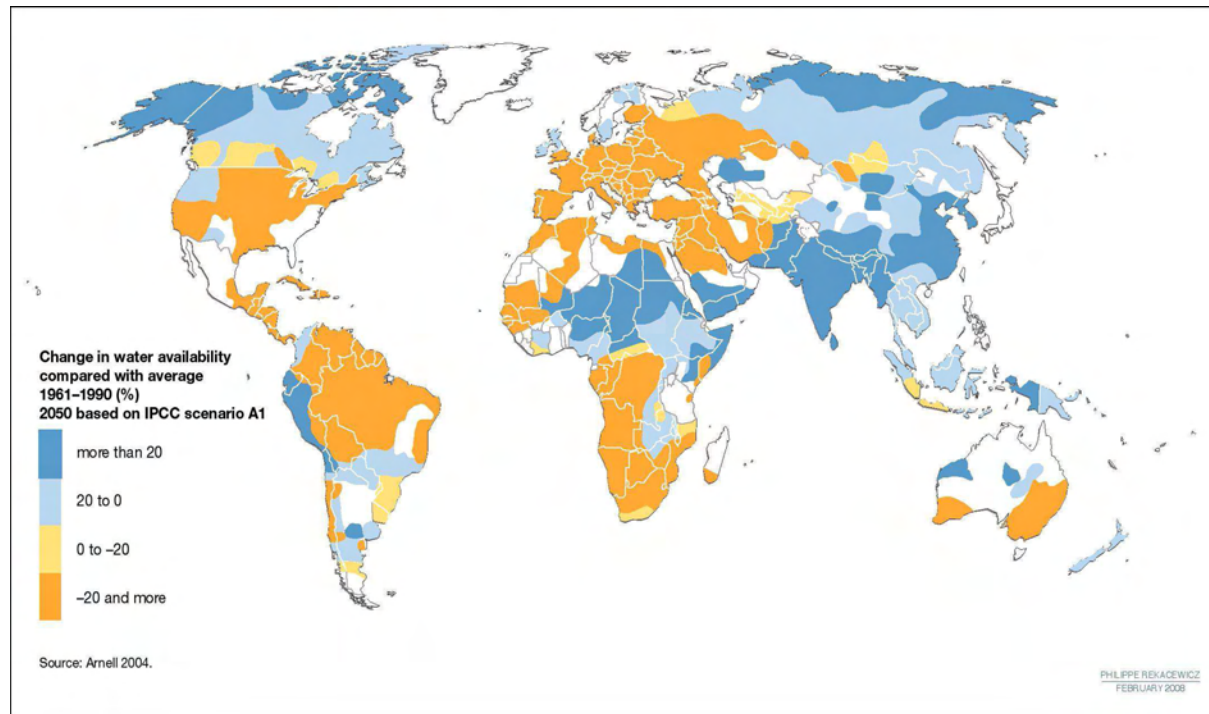 Change in water availability
compared with average
1961–1990 (%)
2050 based on IPCC scenario A1
more than 20
20 to 0
0 to –20
–20 and more
Source: Arnell 2004.
PHILIPPE REKACEWICZ
FEBRUARY 2008